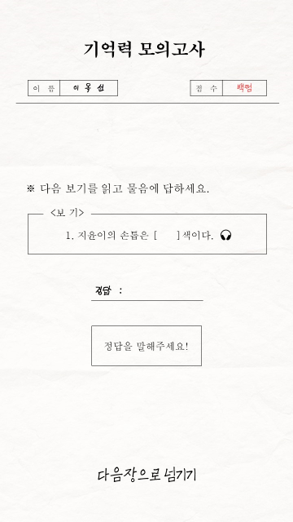 기억력 모의고사
이 름 이용섭
점 수 백점
※ 다음 보기를 읽고 물음에 답하세요.
<보 기>
1. 지윤이의 손톱은 [ ]색이다.
정답 :
정답을 말해주세요!
다음장으로 넘기기